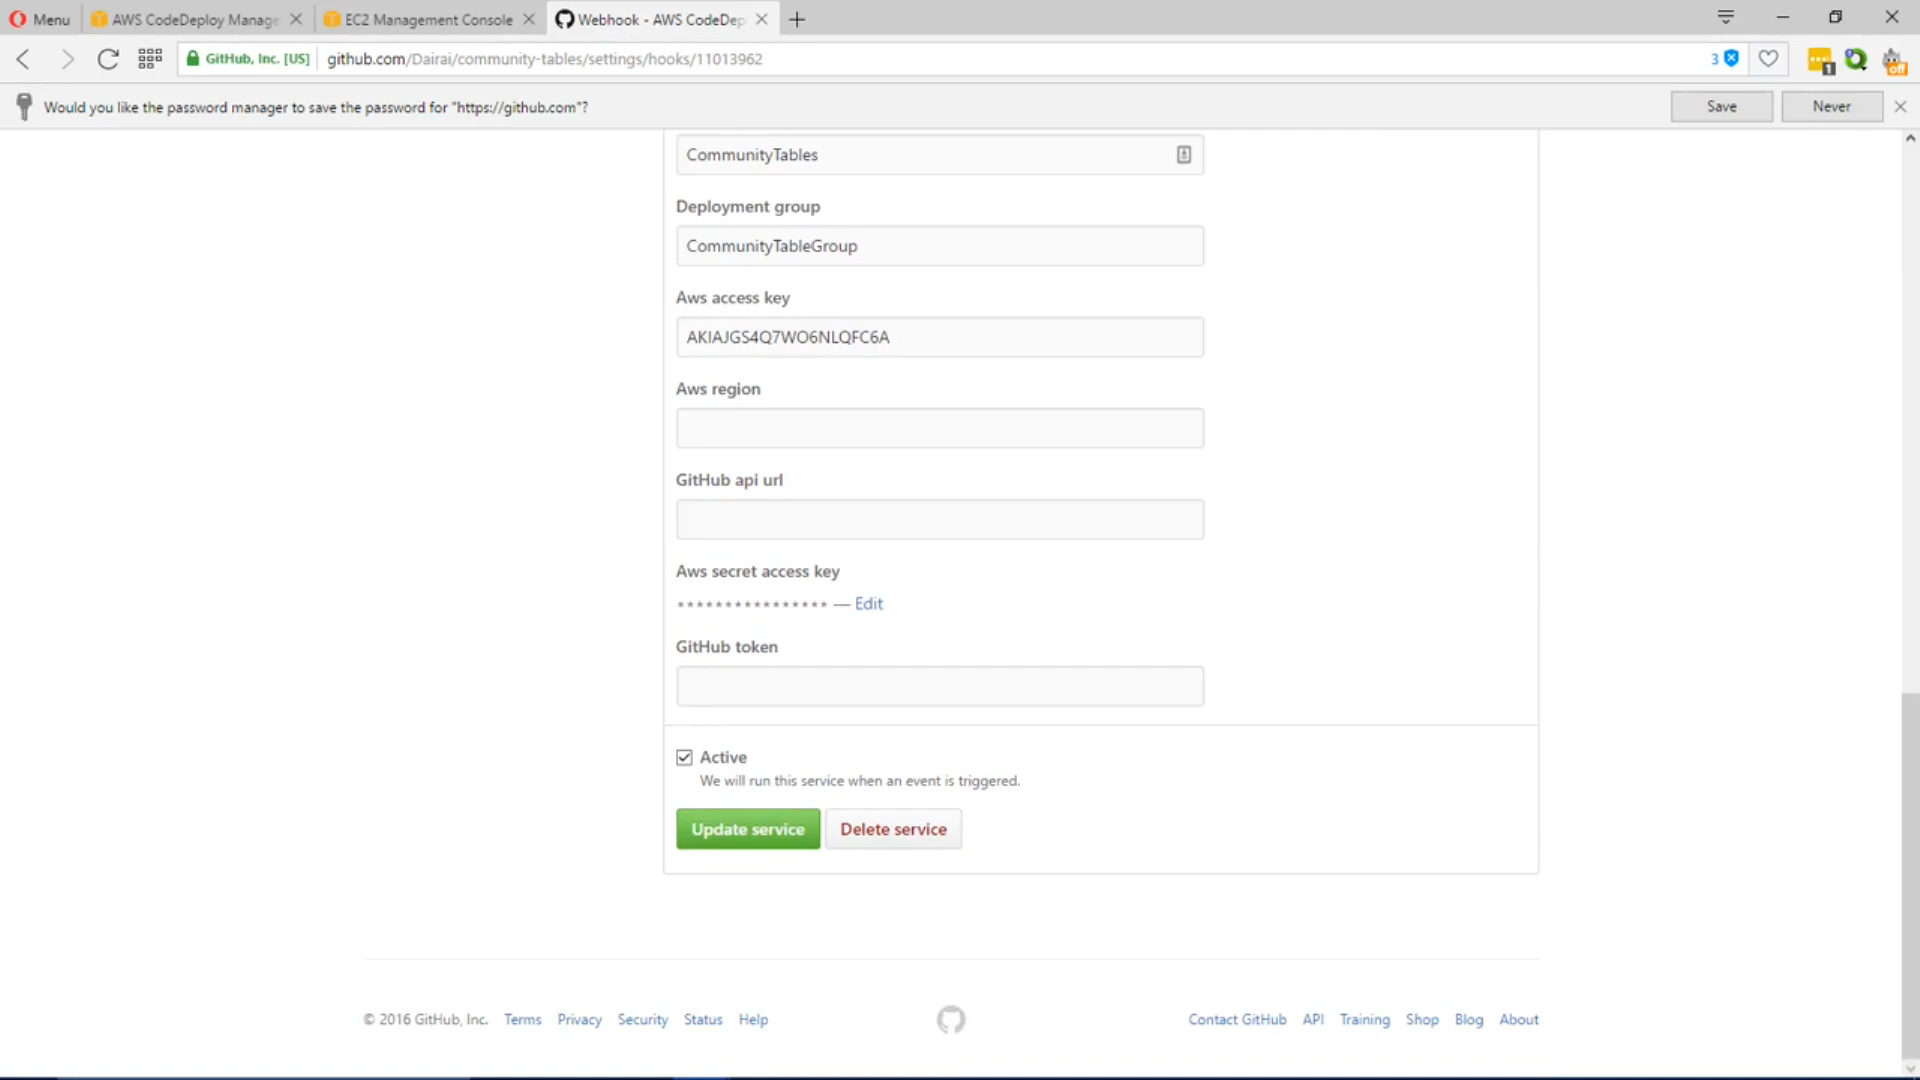 Menu
AWS CodeDeploy Manage
EC2 Management Console
Webhook - AWS CodeDep
GitHub, Inc. [US]
github.com/Dairai/community-tables/settings/hooks/11013962
3
1
off
Would you like the password manager to save the password for "https://github.com"?
Save
Never
CommunityTables
Deployment group
CommunityTableGroup
Aws access key
AKIAJGS4Q7WO6NLQFC6A
Aws region
GitHub api url
Aws secret access key
**************** — Edit
GitHub token
Active
We will run this service when an event is triggered.
Update service
Delete service
© 2016 GitHub, Inc. Terms Privacy Security Status Help
Contact GitHub API Training Shop Blog About